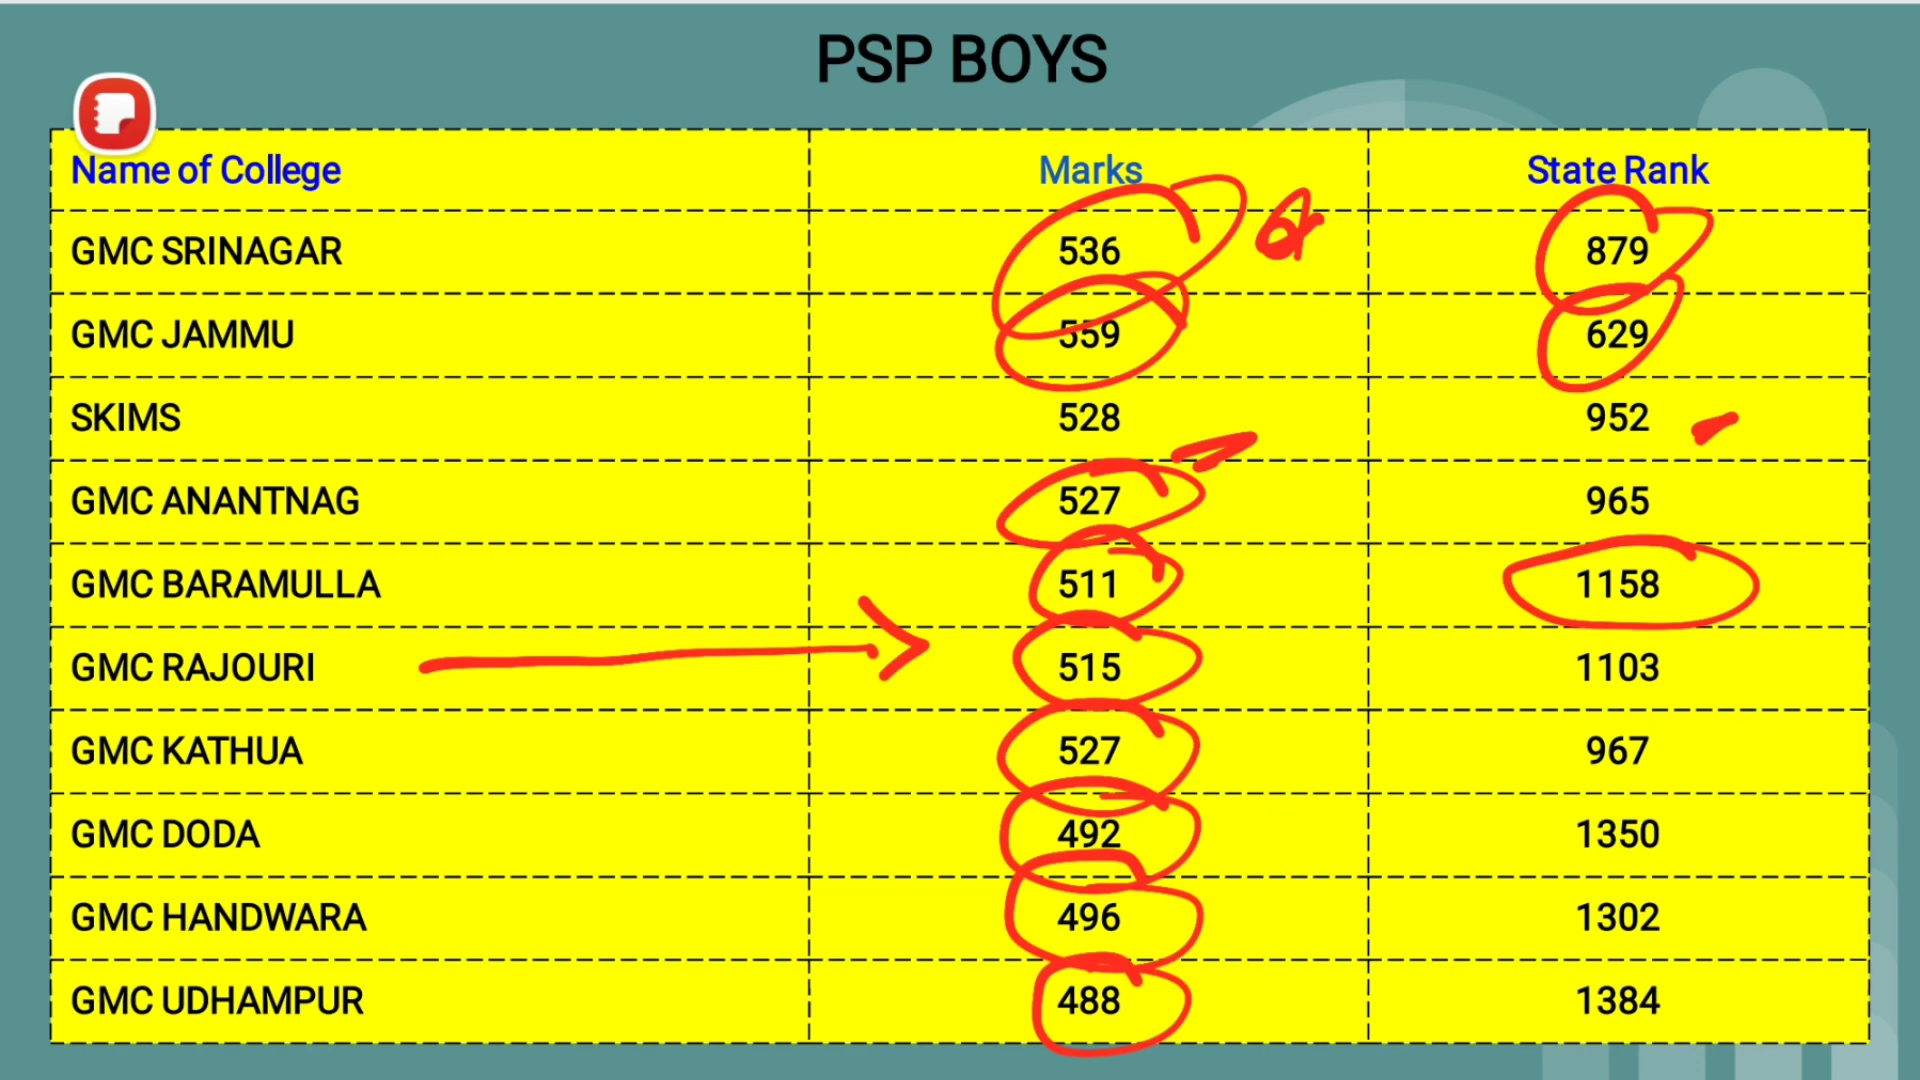 PSP BOYS
Name of College Marks State Rank
GMC SRINAGAR 536 879
GMC JAMMU 559 629
SKIMS 528 952
GMC ANANTNAG 527 965
GMC BARAMULLA 511 1158
GMC RAJOURI 515 1103
GMC KATHUA 527 967
GMC DODA 492 1350
GMC HANDWARA 496 1302
GMC UDHAMPUR 488 1384